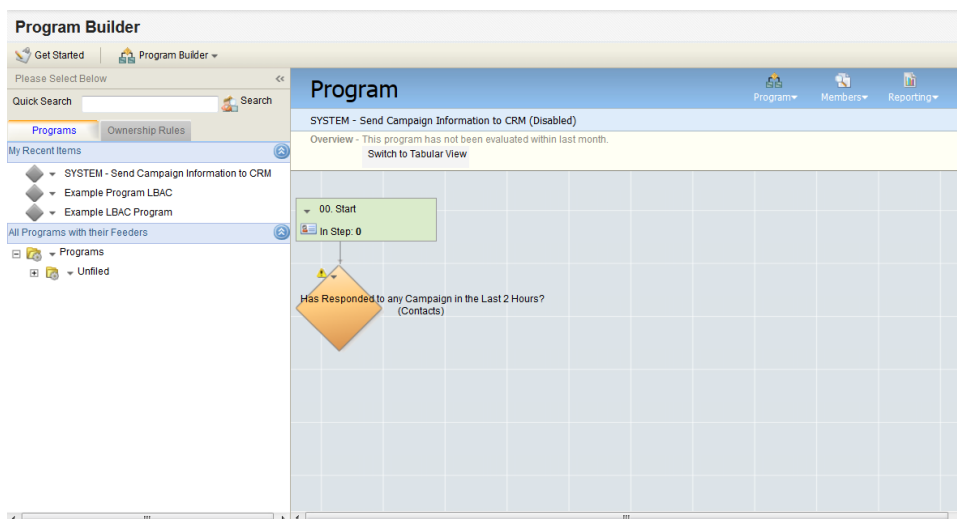 Program Builder
Get Started
Program Builder
Please Select Below
Quick Search
Search
Programs
Ownership Rules
My Recent Items
SYSTEM - Send Campaign Information to CRM
Example Program LBAC
Example LBAC Program
All Programs with their Feeders
Programs
Unfiled
Program
Program
Members
Reporting
SYSTEM - Send Campaign Information to CRM (Disabled)
Overview - This program has not been evaluated within last month.
Switch to Tabular View
00. Start
In Step: 0
Has Responded to any Campaign in the Last 2 Hours?
(Contacts)